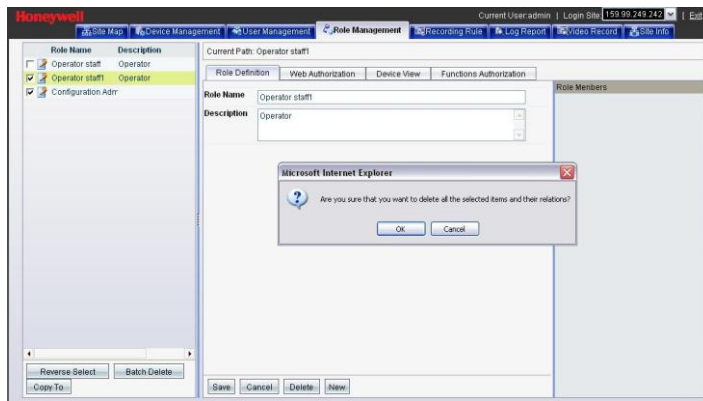 Honeywell
Current User:admin | Login Site: 159.99.249.242 | Exit
Site Map Device Management User Management Role Management Recording Rule Log Report Video Record Site Info
Role Name Description
Operator staff Operator
Operator staff1 Operator
Configuration Adm
Current Path: Operator staff1
Role Definition Web Authorization Device View Functions Authorization
Role Name Operator staff1
Description Operator
Role Menbers
Microsoft Internet Explorer
Are you sure that you want to delete all the selected items and their relations?
OK Cancel
Reverse Select Batch Delete
Copy To
Save Cancel Delete New